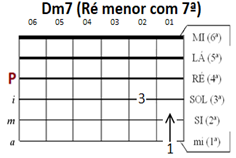 Dm7 (Ré menor com 7ª)
06 05 04 03 02 01
MI (6ª)
LÁ (5ª)
P RÉ (4ª)
i 3 SOL (3ª)
m SI (2ª)
a 1 mi (1ª)